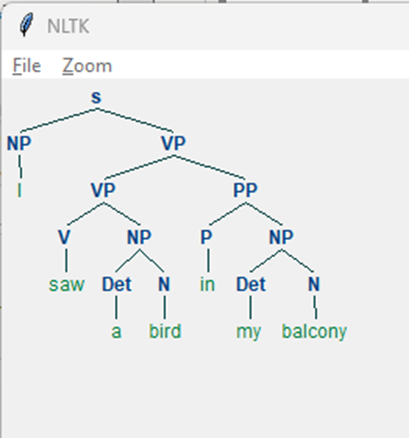 NLTK
File Zoom
S
NP VP
I VP PP
V NP P NP
saw Det N in Det N
a bird my balcony